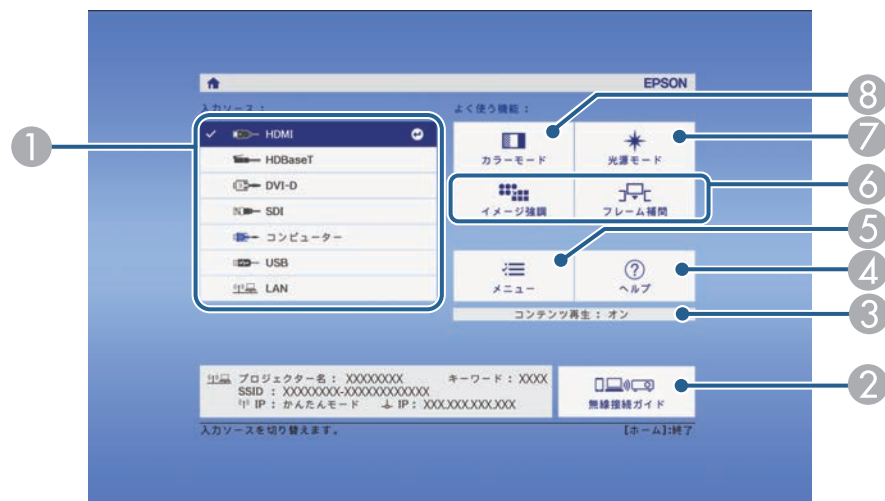 EPSON
入力ソース：
よく使う機能：
8
HDMI
カラーモード
光源モード
7
1
HDBaseT
DVI-D
イメージ強調
フレーム補間
6
SDI
コンピューター
5
USB
メニュー
ヘルプ
4
LAN
コンテンツ再生： オン
3
プロジェクター名： XXXXXXXX キーワード： XXXX
SSID : XXXXXXXX-XXXXXXXXXXXX
IP： かんたんモード IP： XXX.XXX.XXX.XXX
無線接続ガイド
2
入力ソースを切り替えます。
【ホーム】:終了